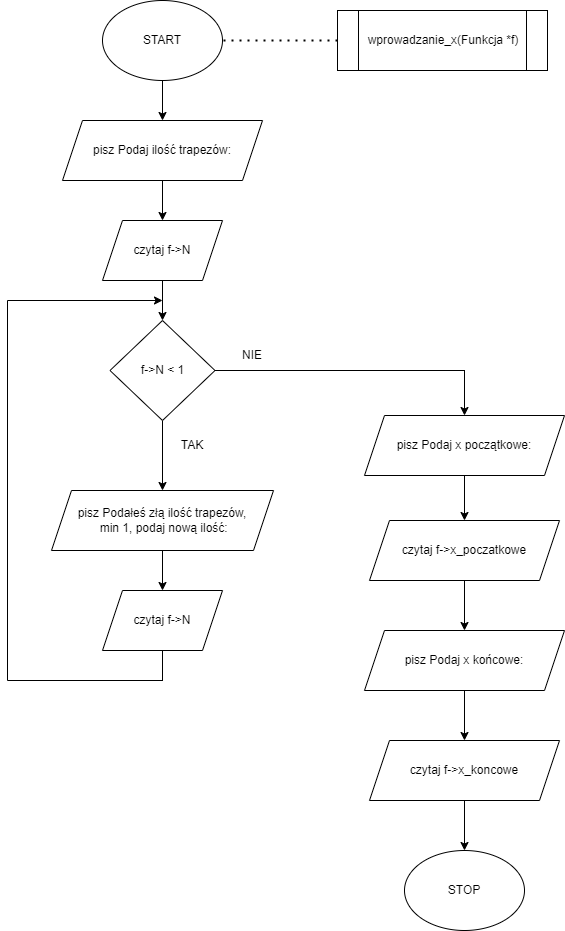 START
wprowadzanie_x(Funkcja *f)
pisz Podaj ilość trapezów:
czytaj f->N
f->N < 1
NIE
TAK
pisz Podałeś złą ilość trapezów,
min 1, podaj nową ilość:
czytaj f->N
pisz Podaj x początkowe:
czytaj f->x_poczatkowe
pisz Podaj x końcowe:
czytaj f->x_koncowe
STOP